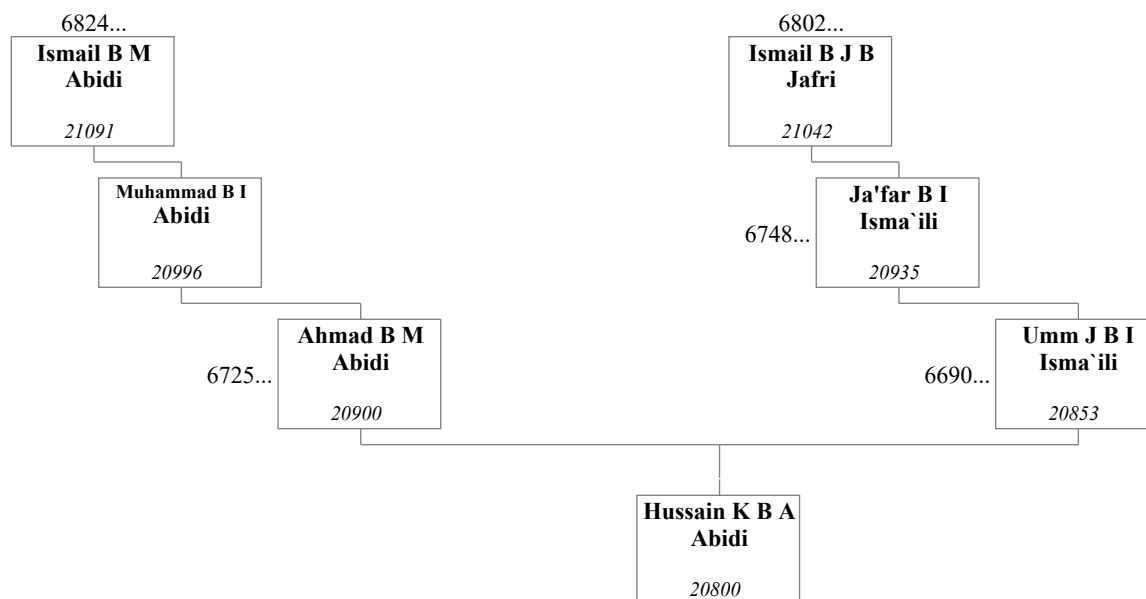 6824...
Ismail B M
Abidi
21091
6802...
Ismail B J B
Jafri
21042
Muhammad B I
Abidi
20996
6748...
Ja'far B I
Isma`ili
20935
6725...
Ahmad B M
Abidi
20900
6690...
Umm J B I
Isma`ili
20853
Hussain K B A
Abidi
20800